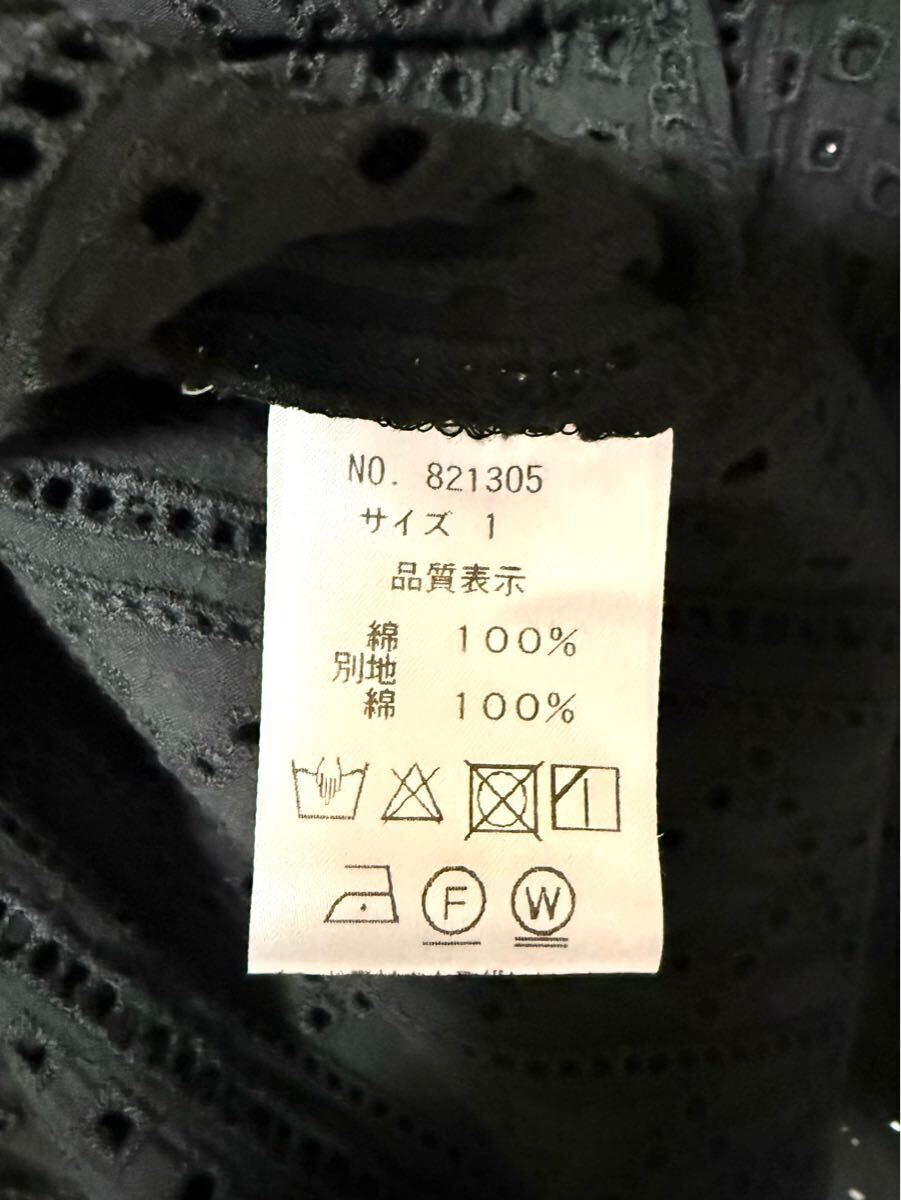 NO. 821305
サイズ 1
品質表示
綿 100%
別地
綿 100%
F W